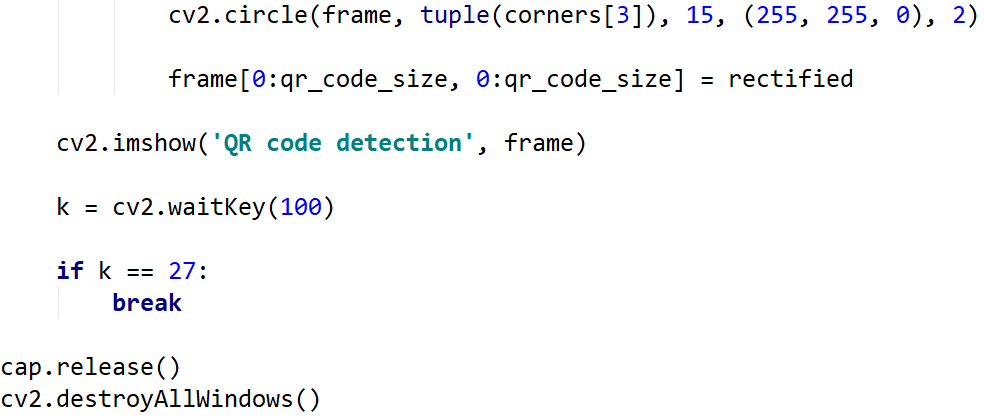 cv2.circle(frame, tuple(corners[3]), 15, (255, 255, 0), 2)
            frame[0:qr_code_size, 0:qr_code_size] = rectified
    cv2.imshow('QR code detection', frame)
    k = cv2.waitKey(100)
    if k == 27:
        break
cap.release()
cv2.destroyAllWindows()